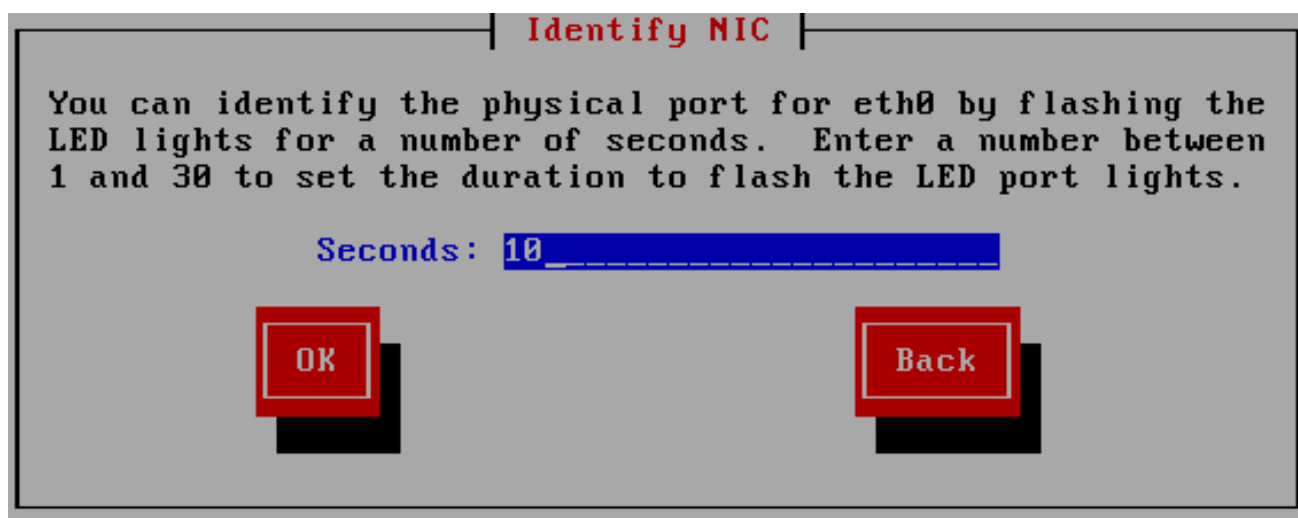 Identify NIC
You can identify the physical port for eth0 by flashing the
LED lights for a number of seconds.  Enter a number between
1 and 30 to set the duration to flash the LED port lights.
Seconds: 10_____________________
OK Back